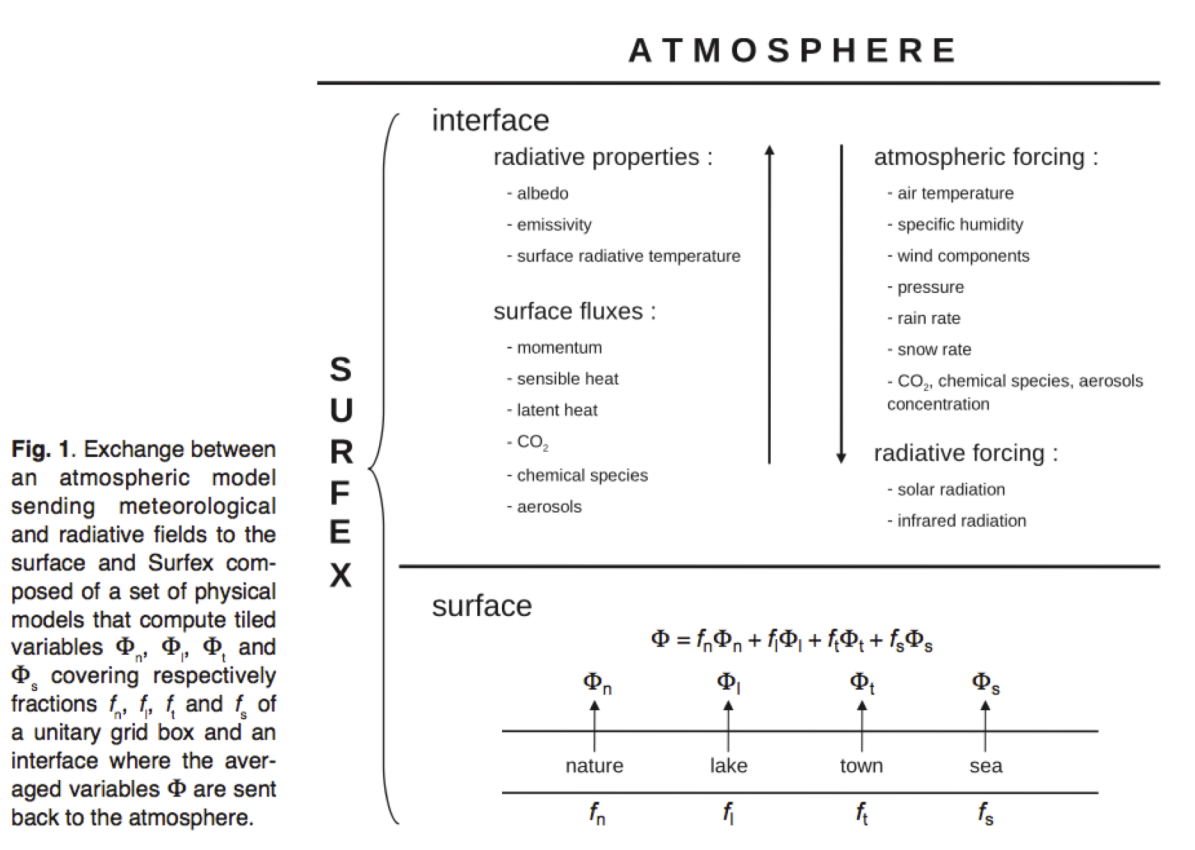 ATMOSPHERE
interface
radiative properties :
- albedo
- emissivity
- surface radiative temperature
surface fluxes :
- momentum
- sensible heat
- latent heat
- CO₂
- chemical species
- aerosols
atmospheric forcing :
- air temperature
- specific humidity
- wind components
- pressure
- rain rate
- snow rate
- CO₂, chemical species, aerosols
concentration
radiative forcing :
- solar radiation
- infrared radiation
SURFEX
surface
Φ = fnΦn + flΦl + ftΦt + fsΦs
Φn Φl Φt Φs
nature lake town sea
fn fl ft fs
Fig. 1. Exchange between
an atmospheric model
sending meteorological
and radiative fields to the
surface and Surfex com-
posed of a set of physical
models that compute tiled
variables Φn, Φl, Φt and
Φs covering respectively
fractions fn, fl, ft and fs of
a unitary grid box and an
interface where the aver-
aged variables Φ are sent
back to the atmosphere.